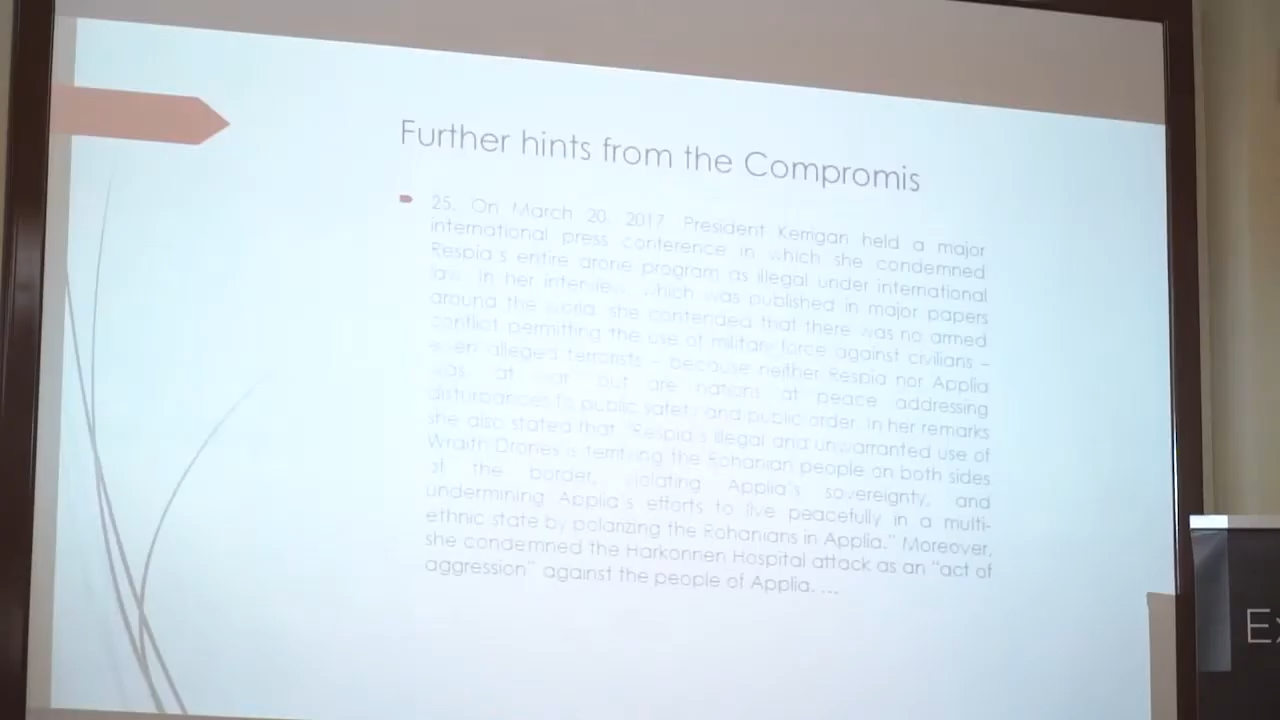 Further hints from the Compromis
25. On March 20, 2017, President Kerrigan held a major
international press conference in which she condemned
Respia's entire drone program as illegal under international
law. In her interview, which was published in major papers
around the world, she contended that there was no armed
conflict permitting the use of military force against civilians –
even alleged terrorists – because neither Respia nor Applia
was "at war" but are nations at peace addressing
disturbances to public safety and public order. In her remarks
she also stated that "Respia's illegal and unwarranted use of
Wraith Drones is terrifying the Rohanian people on both sides
of the border, violating Applia's sovereignty, and
undermining Applia's efforts to live peacefully in a multi-
ethnic state by polarizing the Rohanians in Applia." Moreover,
she condemned the Harkonnen Hospital attack as an "act of
aggression" against the people of Applia. ...